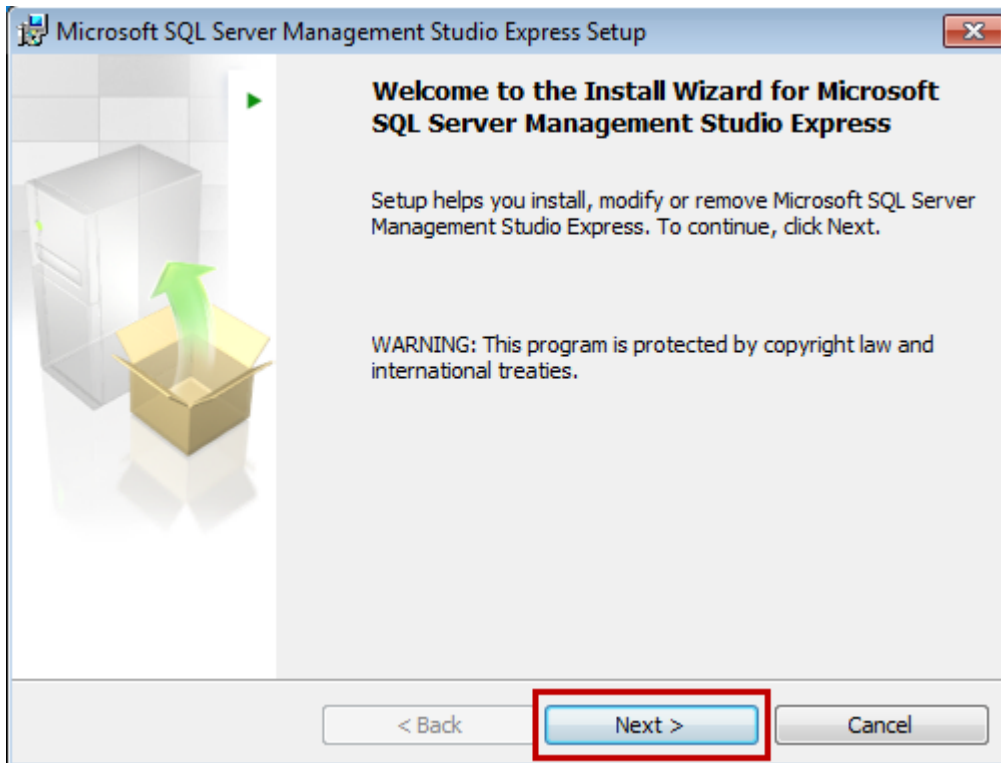 Microsoft SQL Server Management Studio Express Setup
Welcome to the Install Wizard for Microsoft
SQL Server Management Studio Express
Setup helps you install, modify or remove Microsoft SQL Server
Management Studio Express. To continue, click Next.
WARNING: This program is protected by copyright law and
international treaties.
< Back
Next >
Cancel